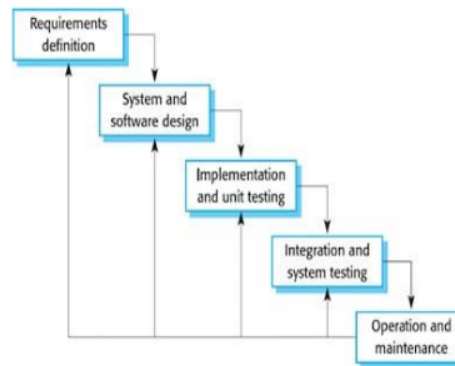 Requirements
definition
System and
software design
Implementation
and unit testing
Integration and
system testing
Operation and
maintenance